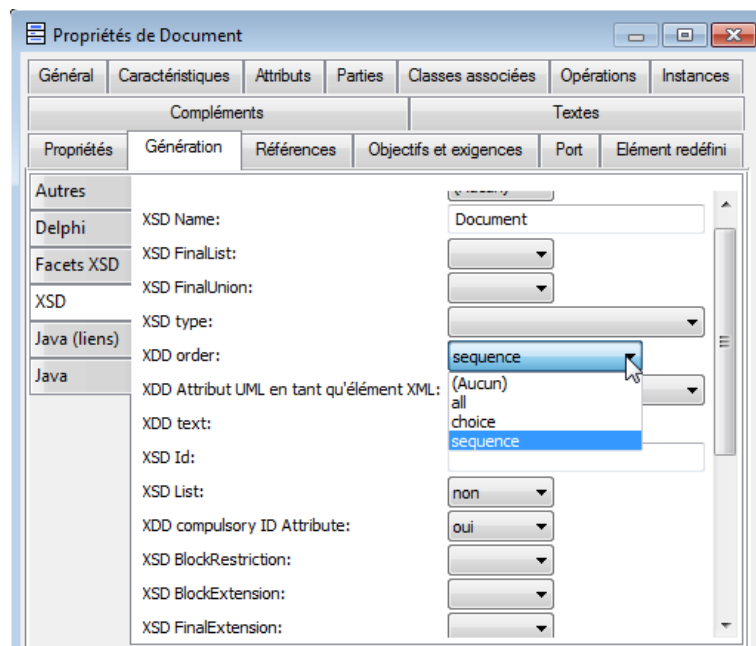 Propriétés de Document
Général Caractéristiques Attributs Parties Classes associées Opérations Instances
Compléments Textes
Propriétés Génération Références Objectifs et exigences Port Elément redéfini
Autres
Delphi
Facets XSD
XSD
Java (liens)
Java
XSD Name: Document
XSD FinalList:
XSD FinalUnion:
XSD type:
XDD order: sequence
(Aucun)
all
choice
sequence
XDD Attribut UML en tant qu'élément XML:
XDD text:
XSD Id:
XSD List: non
XDD compulsory ID Attribute: oui
XSD BlockRestriction:
XSD BlockExtension:
XSD FinalExtension: